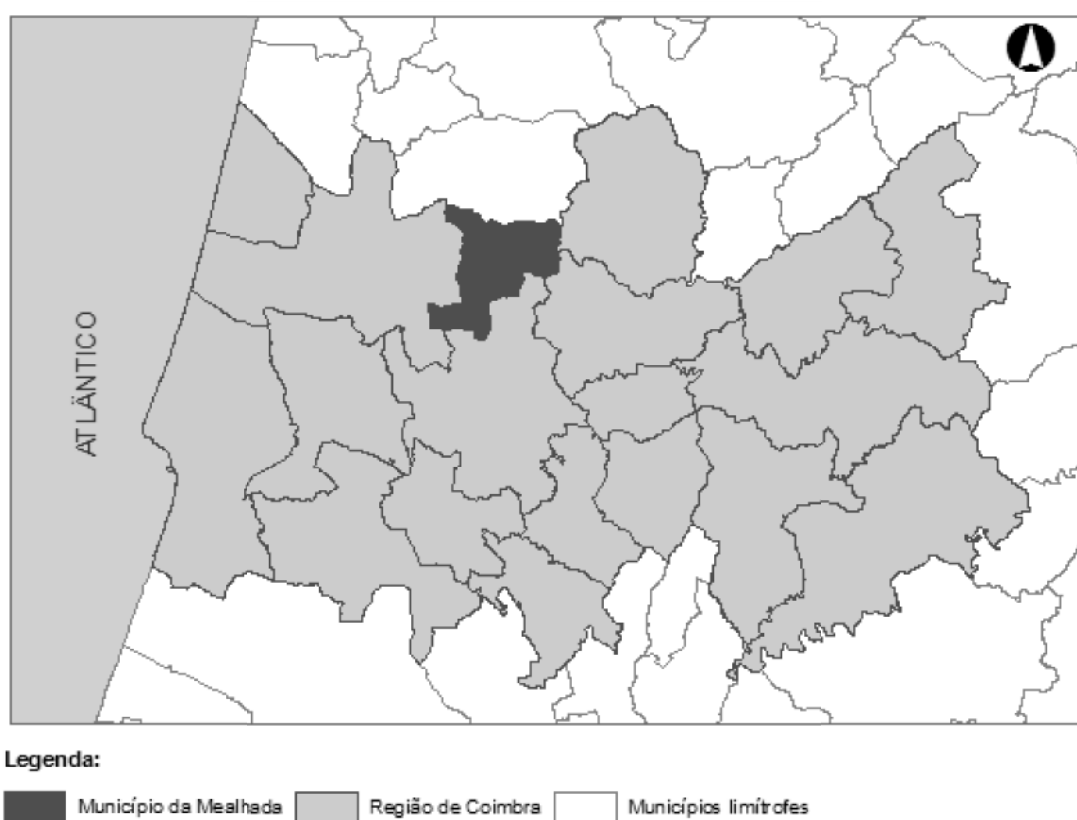 ATLÂNTICO
Legenda:
Município da Mealhada
Região de Coimbra
Municípios limítrofes